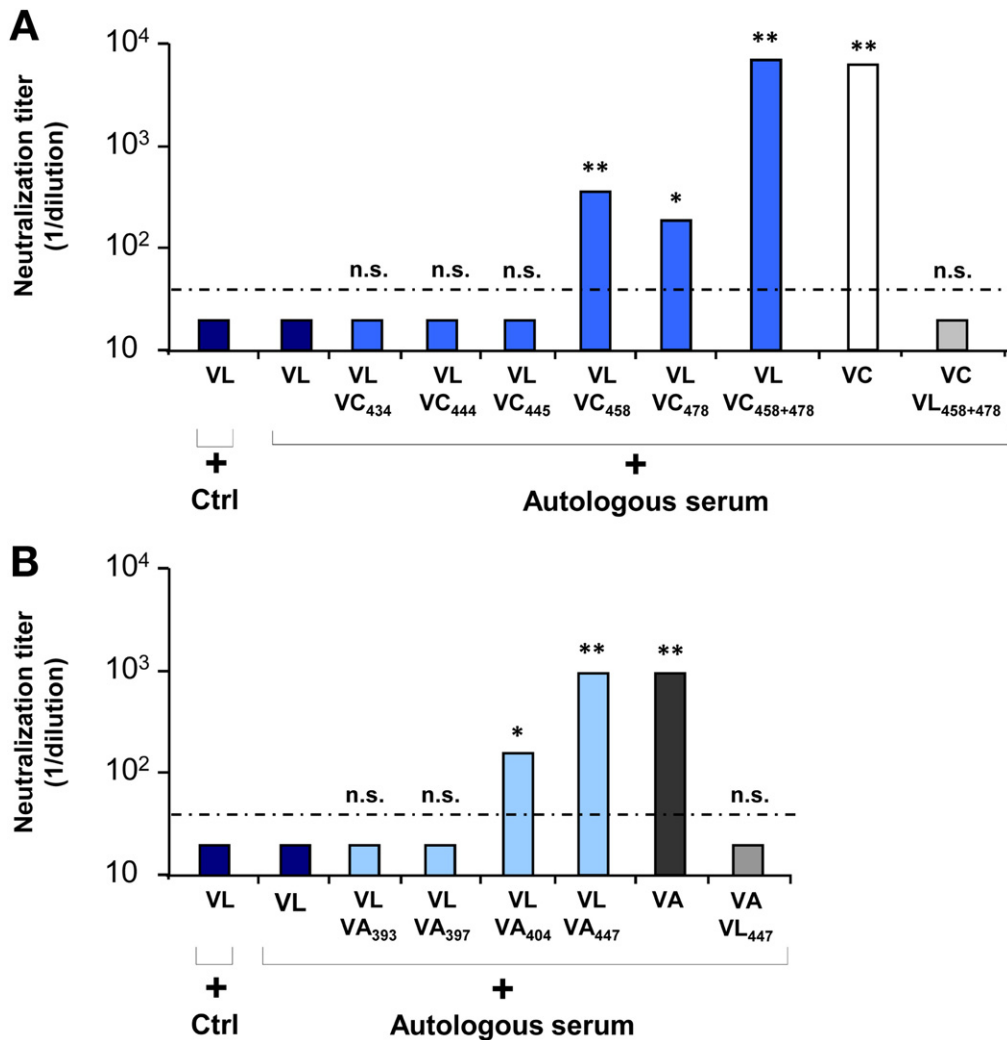 A
Neutralization titer
(1/dilution)
10⁴
10³
10²
10
n.s. n.s. n.s. ** * ** ** n.s.
VL VL VL VL VL VL VL VL VC VC
VC₄₃₄ VC₄₄₄ VC₄₄₅ VC₄₅₈ VC₄₇₈ VC₄₅₈₊₄₇₈ VL₄₅₈₊₄₇₈
+ +
Ctrl Autologous serum
B
Neutralization titer
(1/dilution)
10⁴
10³
10²
10
n.s. n.s. * ** ** n.s.
VL VL VL VL VL VL VA VA
VA₃₉₃ VA₃₉₇ VA₄₀₄ VA₄₄₇ VL₄₄₇
+ +
Ctrl Autologous serum